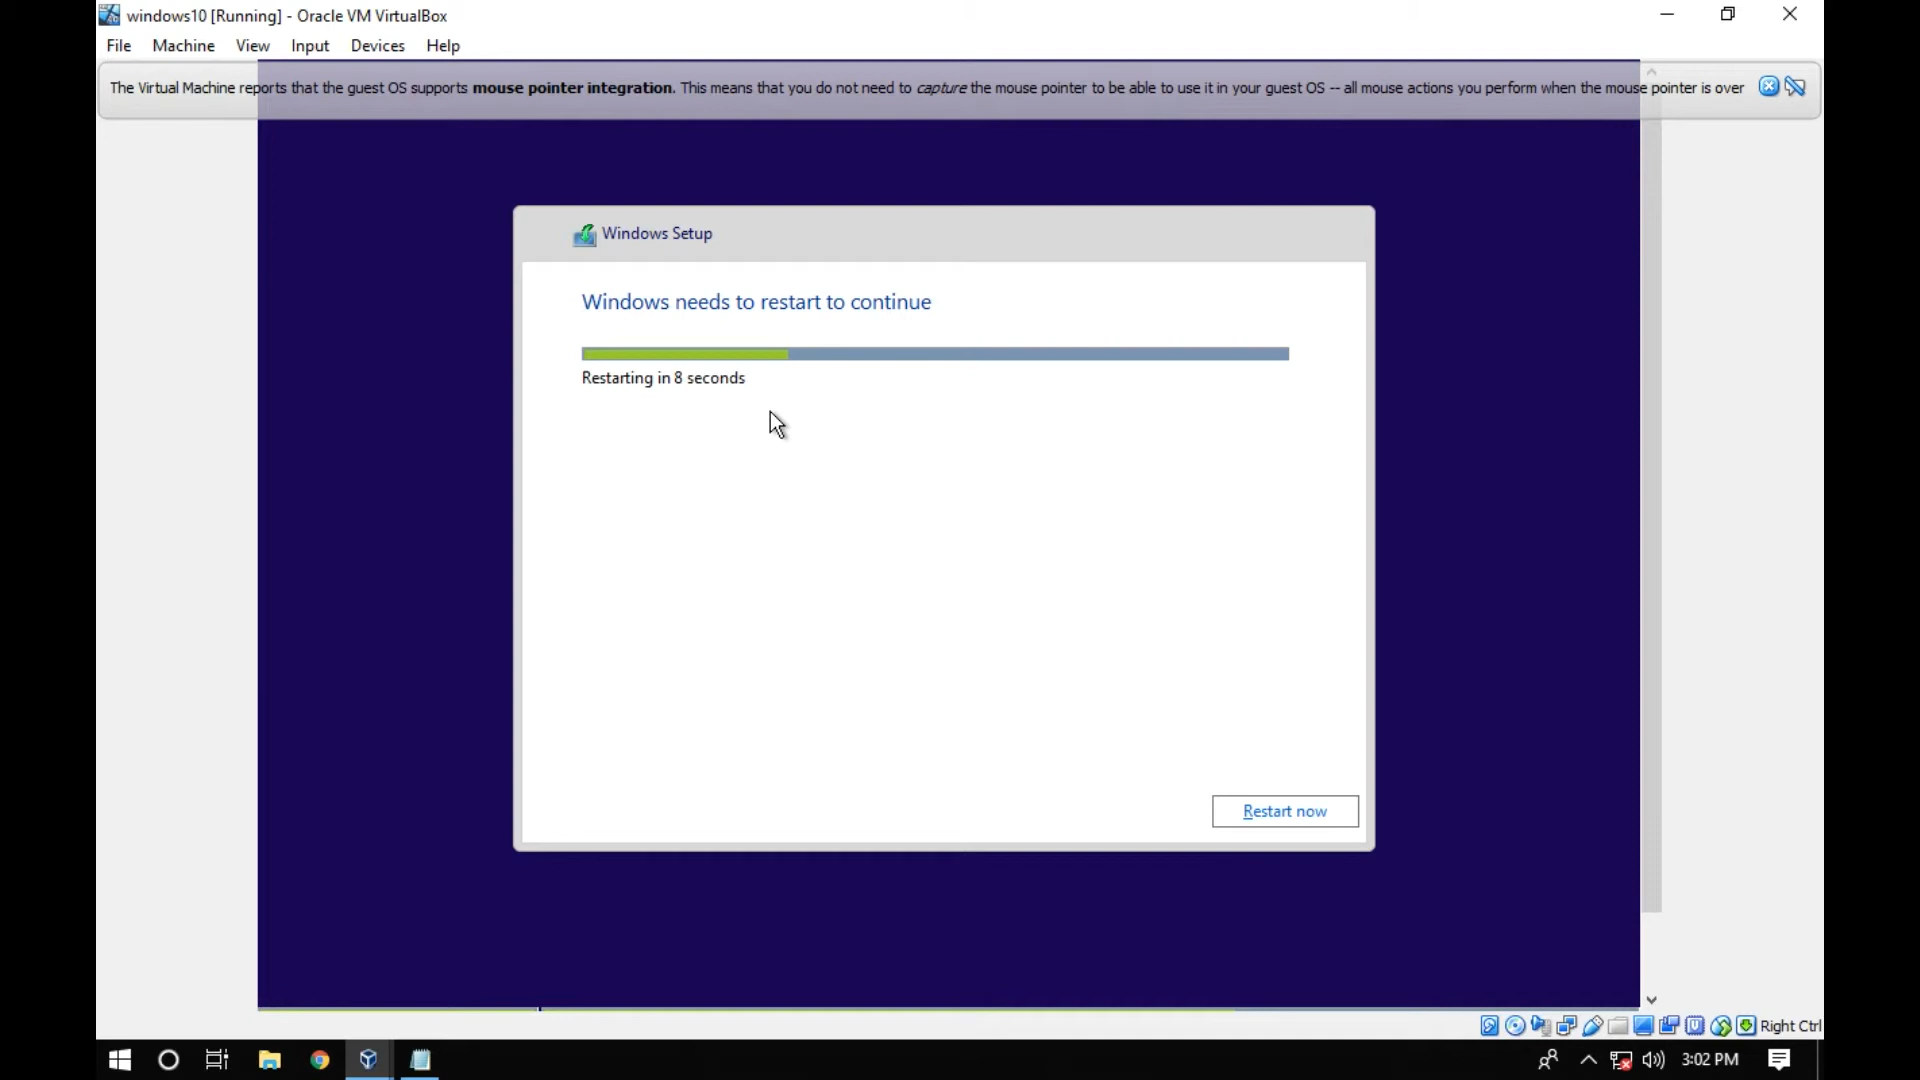 windows10 [Running] - Oracle VM VirtualBox
File Machine View Input Devices Help
The Virtual Machine reports that the guest OS supports mouse pointer integration. This means that you do not need to capture the mouse pointer to be able to use it in your guest OS -- all mouse actions you perform when the mouse pointer is over
Windows Setup
Windows needs to restart to continue
Restarting in 8 seconds
Restart now
Right Ctrl
3:02 PM